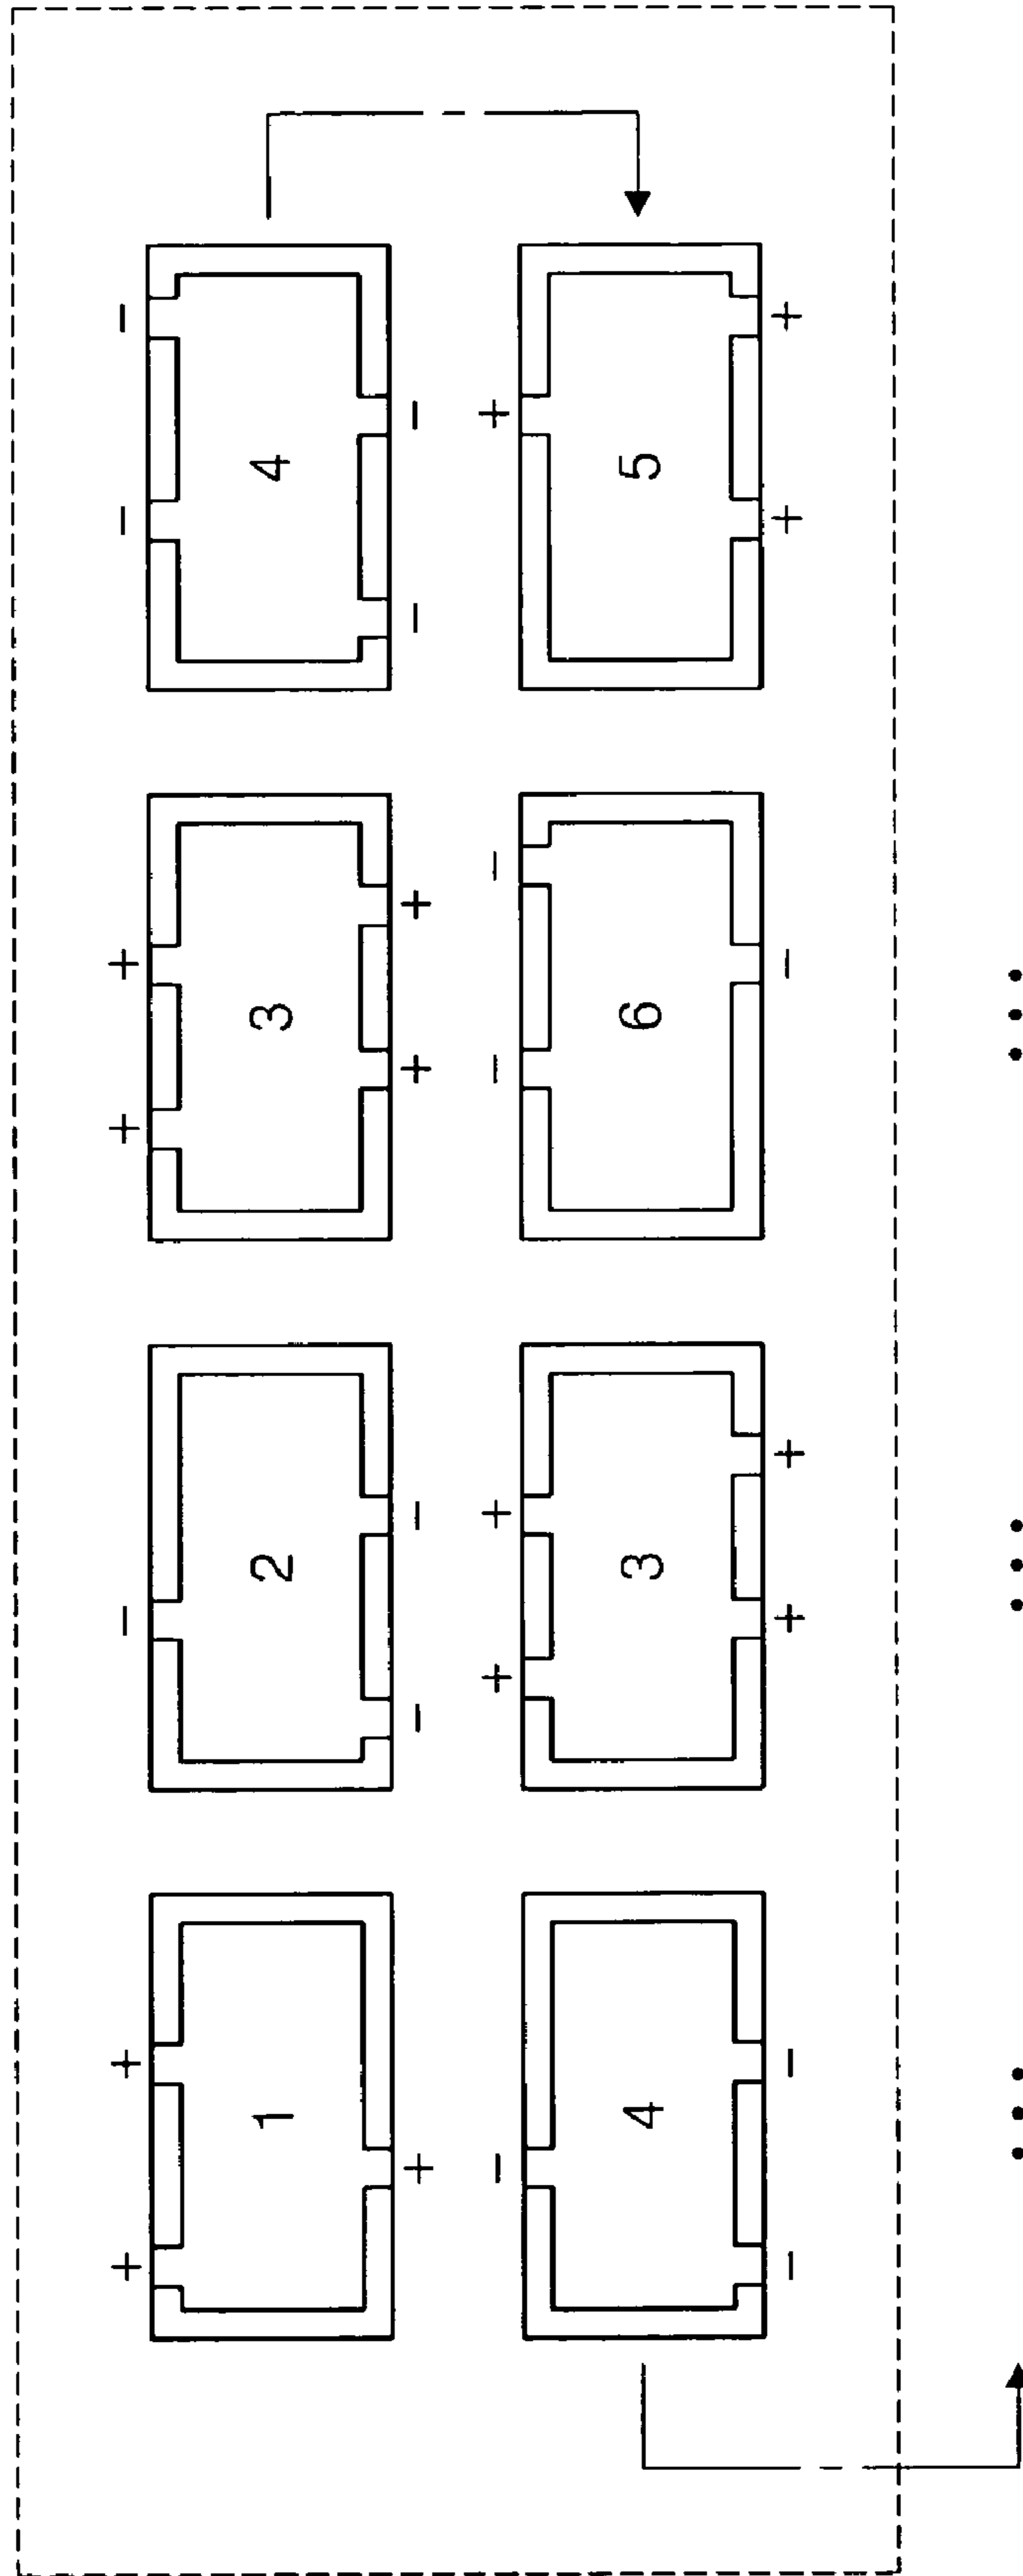 + + - + + - -
1 2 3 4
+ - - + + - -
- + + - - +
4 3 6 5
- - + + - + +